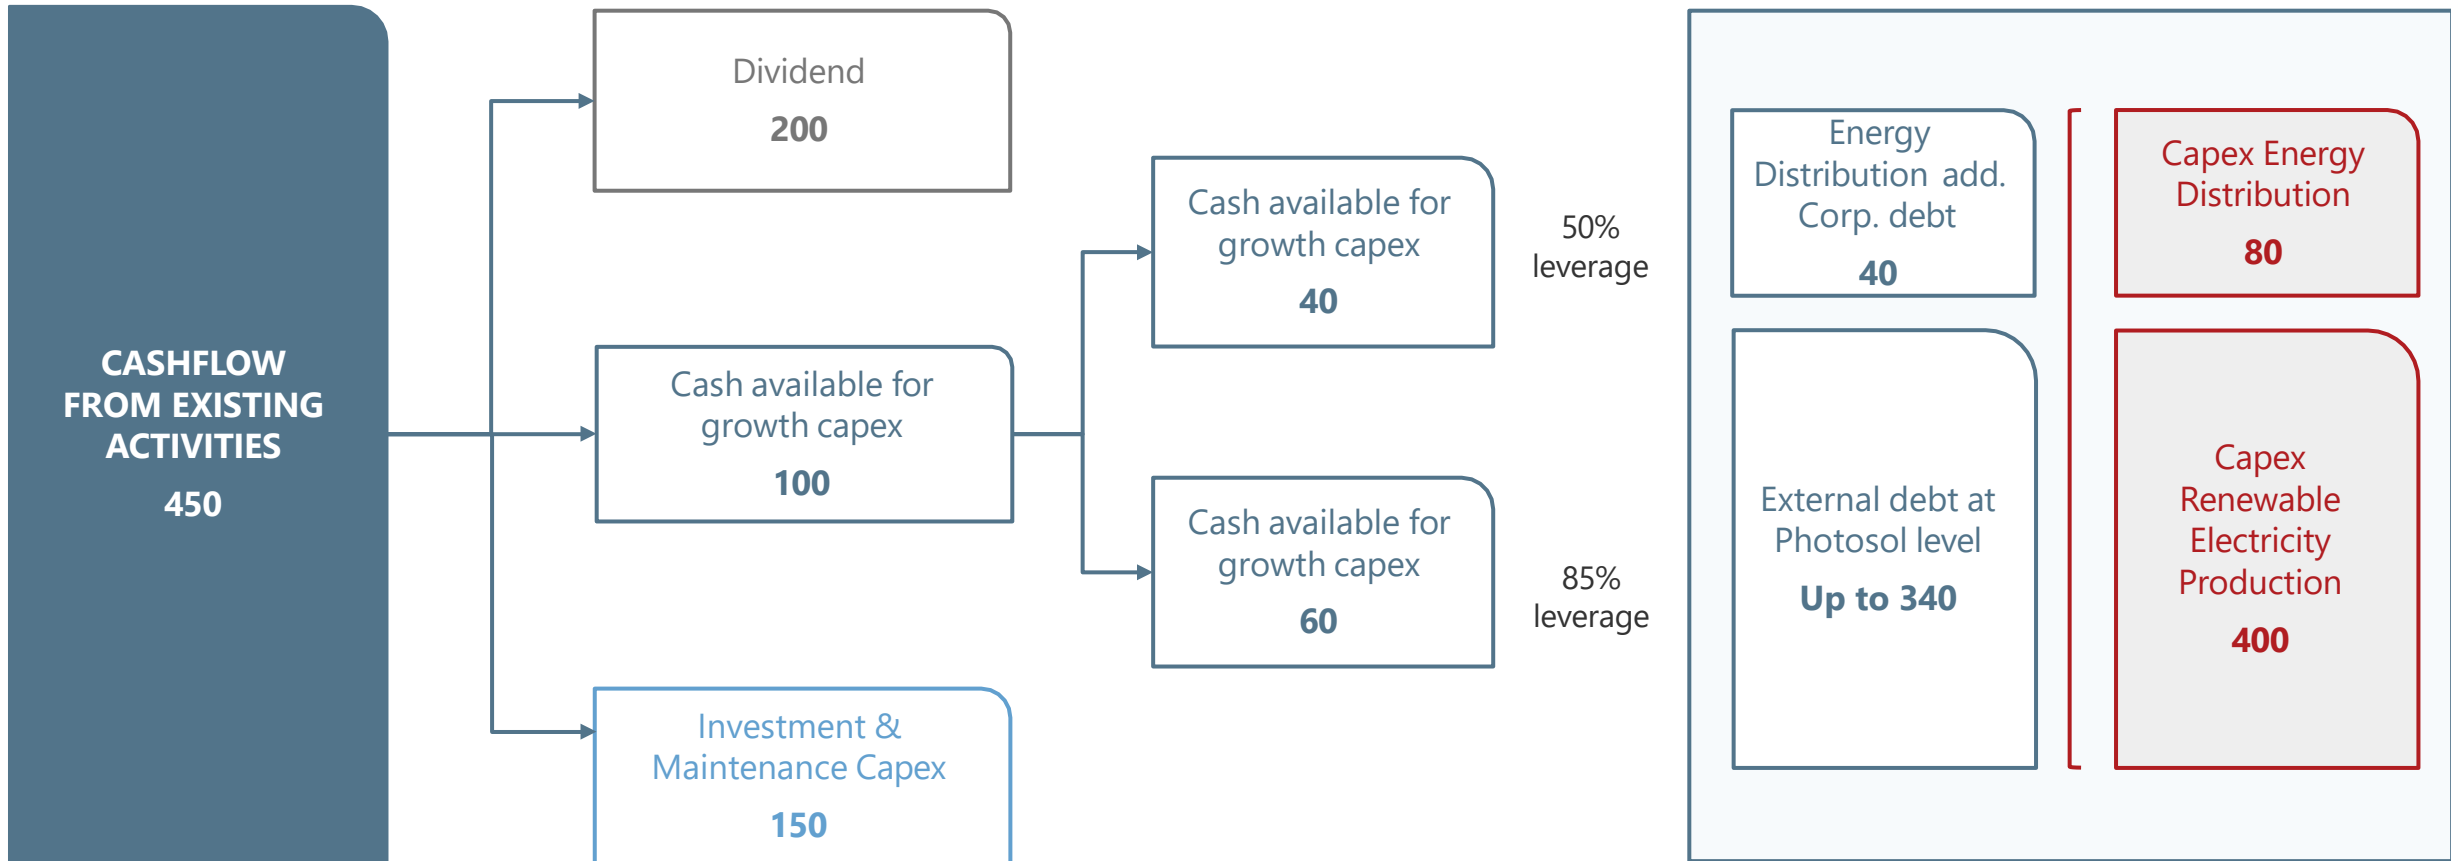 CASHFLOW
FROM EXISTING
ACTIVITIES
450
Dividend
200
Cash available for
growth capex
100
Investment &
Maintenance Capex
150
Cash available for
growth capex
40
Cash available for
growth capex
60
50%
leverage
85%
leverage
Energy
Distribution add.
Corp. debt
40
External debt at
Photosol level
Up to 340
Capex Energy
Distribution
80
Capex
Renewable
Electricity
Production
400